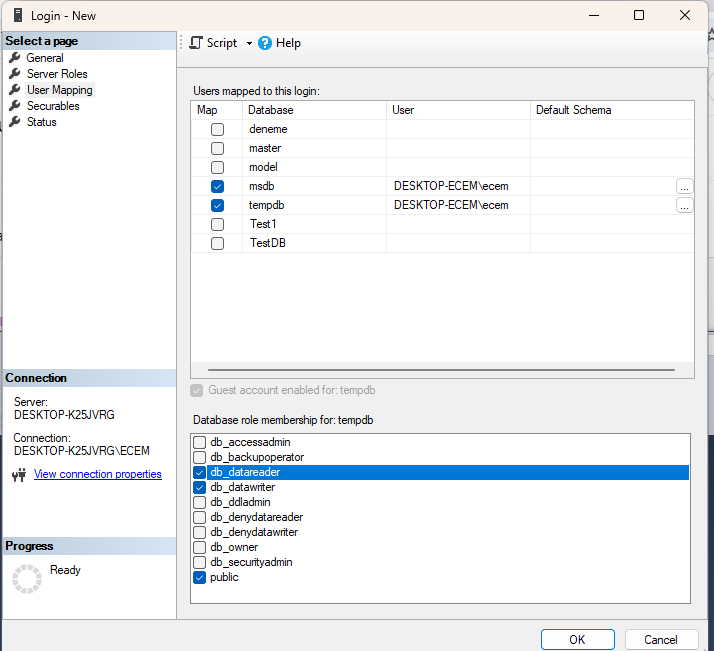 Login - New
Select a page
General
Server Roles
User Mapping
Securables
Status
Script
Help
Users mapped to this login:
Map Database User Default Schema
deneme
master
model
msdb DESKTOP-ECEM\ecem ...
tempdb DESKTOP-ECEM\ecem ...
Test1
TestDB
Guest account enabled for: tempdb
Database role membership for: tempdb
db_accessadmin
db_backupoperator
db_datareader
db_datawriter
db_ddladmin
db_denydatareader
db_denydatawriter
db_owner
db_securityadmin
public
Connection
Server:
DESKTOP-K25JVRG
Connection:
DESKTOP-K25JVRG\ECEM
View connection properties
Progress
Ready
OK Cancel